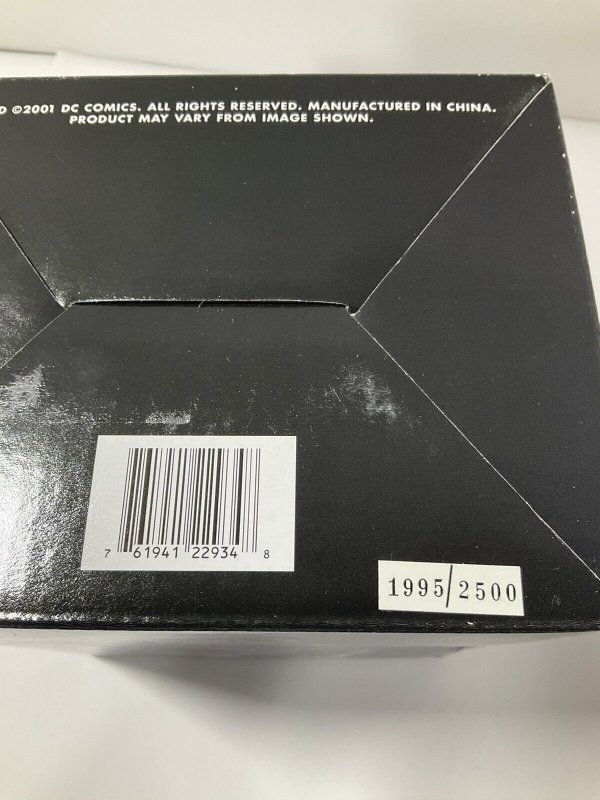 D ©2001 DC COMICS. ALL RIGHTS RESERVED. MANUFACTURED IN CHINA.
PRODUCT MAY VARY FROM IMAGE SHOWN.
7 61941 22934 8
1995/2500